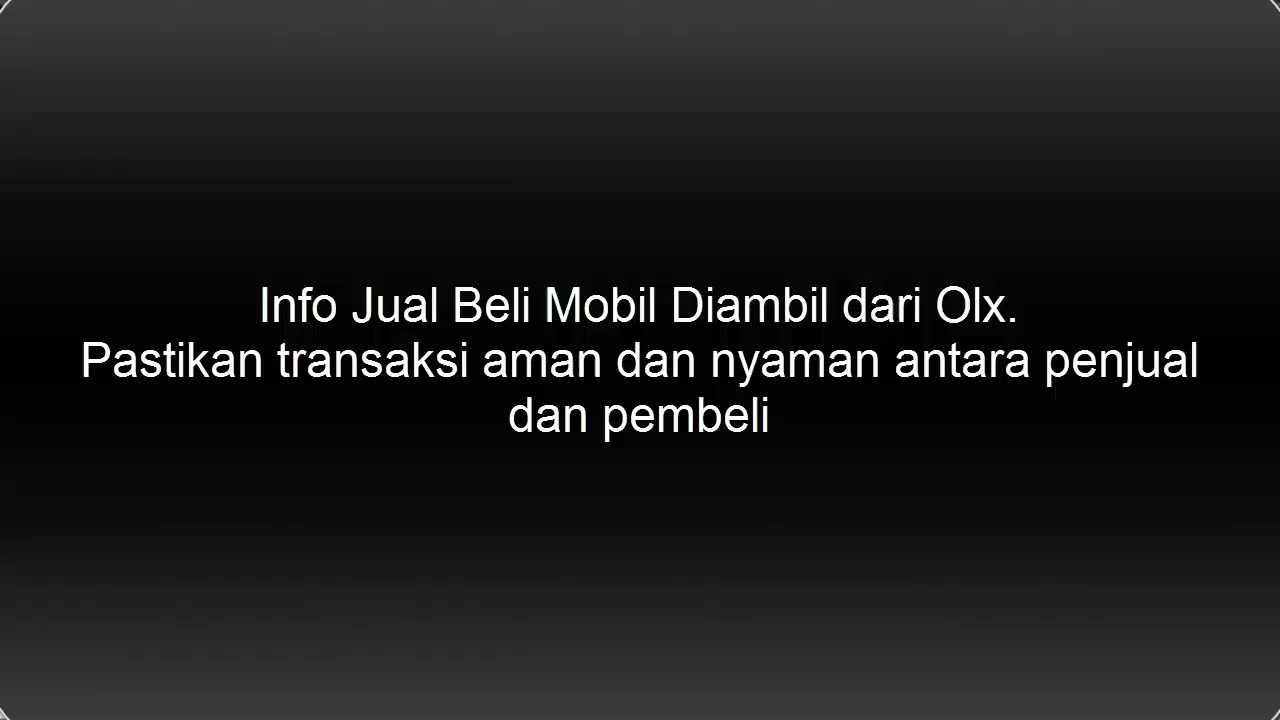 Info Jual Beli Mobil Diambil dari Olx.
Pastikan transaksi aman dan nyaman antara penjual
dan pembeli